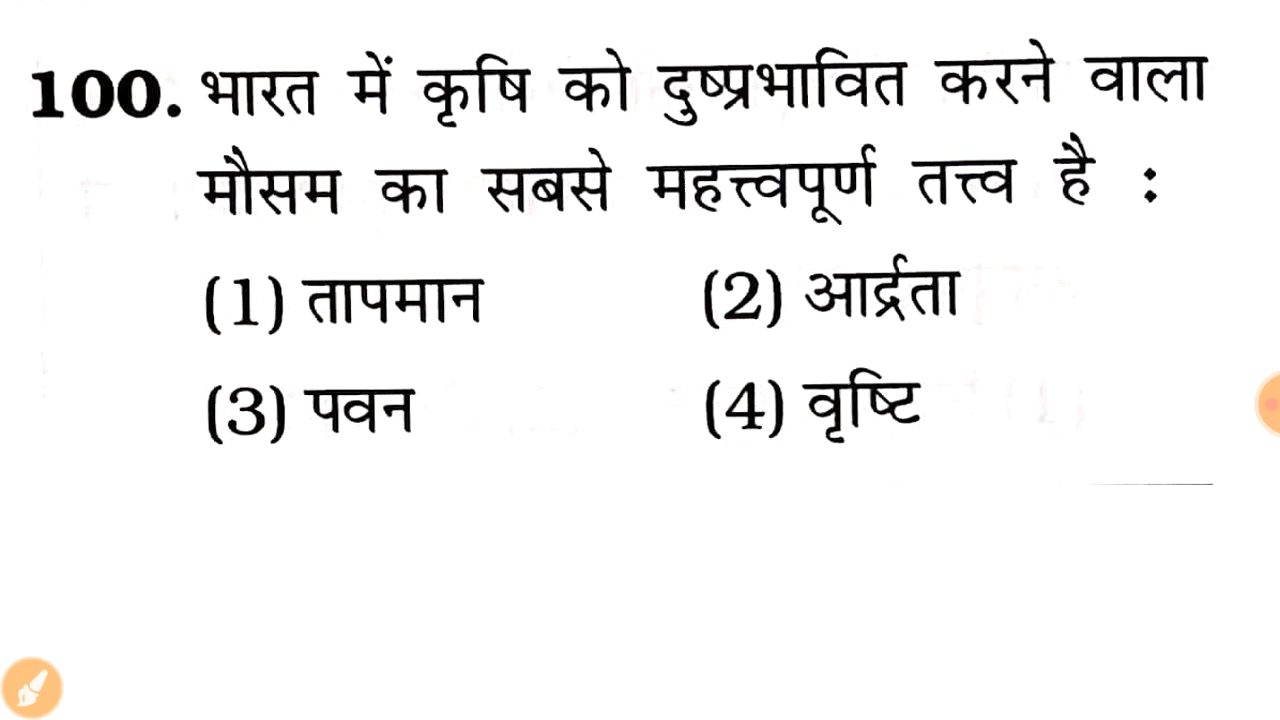 100. भारत में कृषि को दुष्प्रभावित करने वाला
मौसम का सबसे महत्त्वपूर्ण तत्त्व है :
(1) तापमान (2) आर्द्रता
(3) पवन (4) वृष्टि